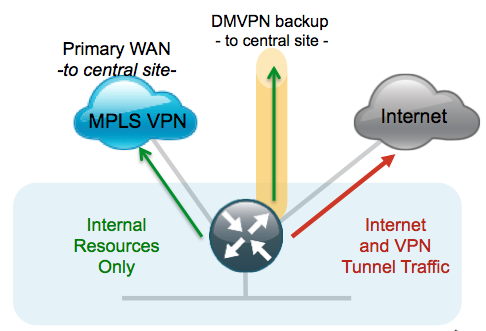 DMVPN backup
- to central site -
Primary WAN
-to central site-
MPLS VPN
Internet
Internal
Resources
Only
Internet
and VPN
Tunnel Traffic